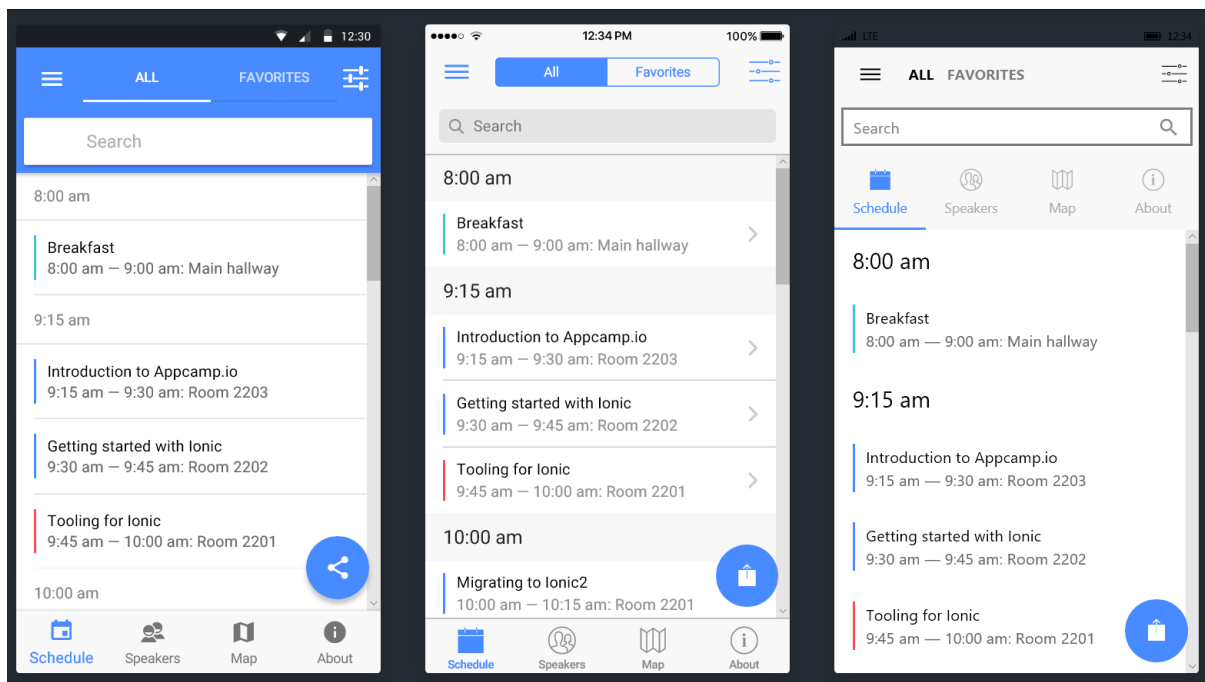 12:30
ALL FAVORITES
Search
8:00 am
Breakfast
8:00 am — 9:00 am: Main hallway
9:15 am
Introduction to Appcamp.io
9:15 am — 9:30 am: Room 2203
Getting started with Ionic
9:30 am — 9:45 am: Room 2202
Tooling for Ionic
9:45 am — 10:00 am: Room 2201
10:00 am
Schedule Speakers Map About
12:34 PM 100%
All Favorites
Search
8:00 am
Breakfast
8:00 am — 9:00 am: Main hallway
9:15 am
Introduction to Appcamp.io
9:15 am — 9:30 am: Room 2203
Getting started with Ionic
9:30 am — 9:45 am: Room 2202
Tooling for Ionic
9:45 am — 10:00 am: Room 2201
10:00 am
Migrating to Ionic2
10:00 am — 10:15 am: Room 2201
Schedule Speakers Map About
LTE 12:34
ALL FAVORITES
Search
Schedule Speakers Map About
8:00 am
Breakfast
8:00 am — 9:00 am: Main hallway
9:15 am
Introduction to Appcamp.io
9:15 am — 9:30 am: Room 2203
Getting started with Ionic
9:30 am — 9:45 am: Room 2202
Tooling for Ionic
9:45 am — 10:00 am: Room 2201